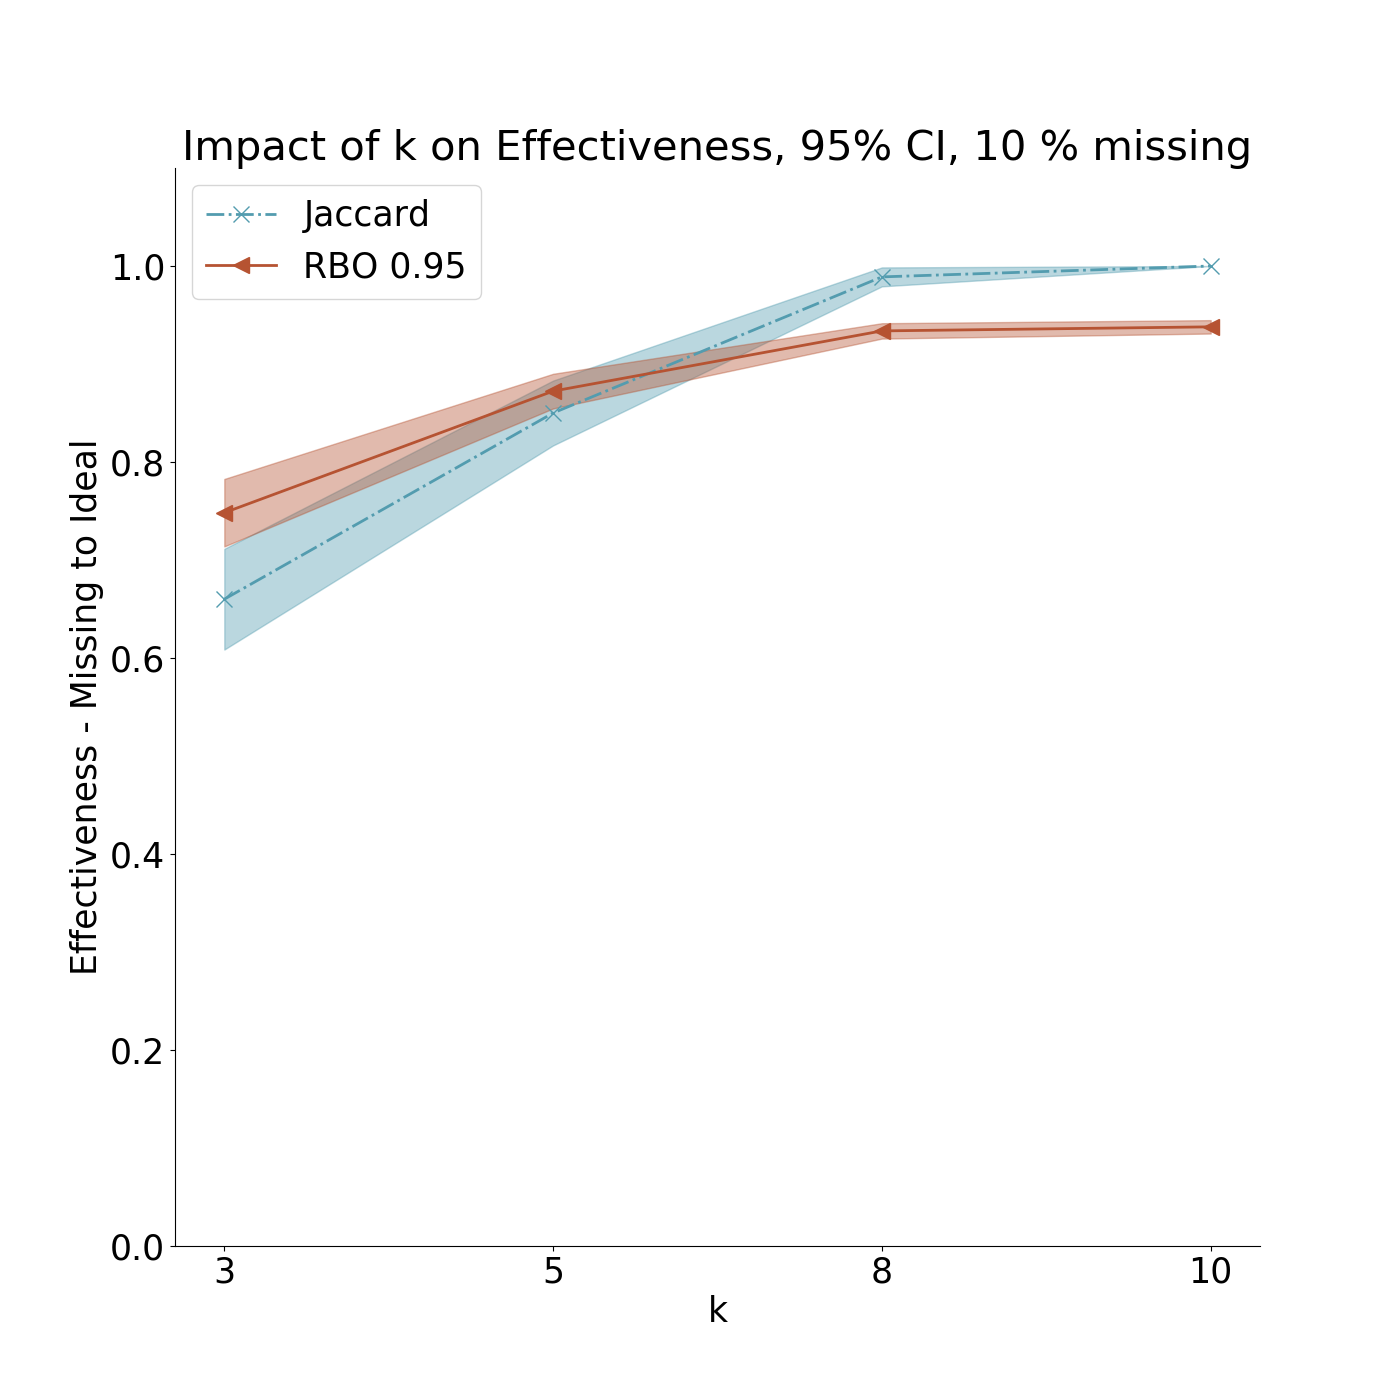 Impact of k on Effectiveness, 95% CI, 10 % missing
Jaccard
RBO 0.95
Effectiveness - Missing to Ideal
1.0
0.8
0.6
0.4
0.2
0.0
3 5 8 10
k